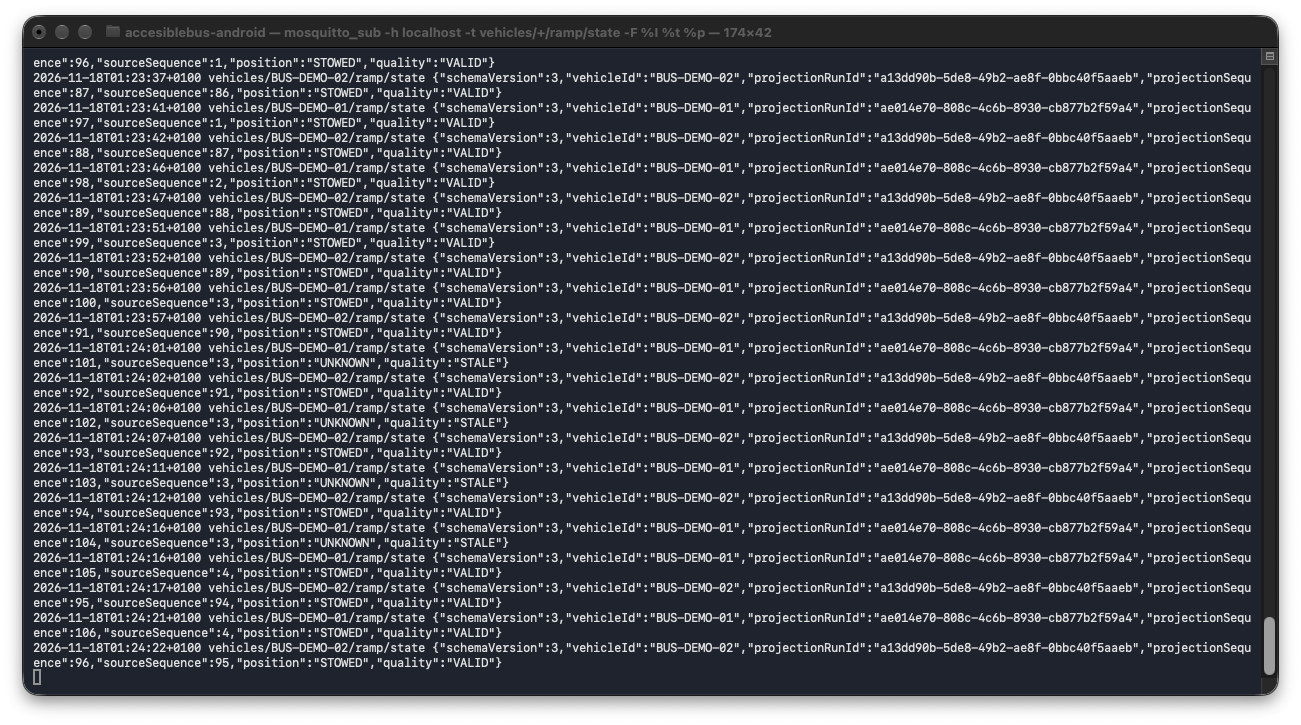 accesiblebus-android — mosquitto_sub -h localhost -t vehicles/+/ramp/state -F %I %t %p — 174×42
ence":96,"sourceSequence":1,"position":"STOWED","quality":"VALID"}
2026-11-18T01:23:37+0100 vehicles/BUS-DEMO-02/ramp/state {"schemaVersion":3,"vehicleId":"BUS-DEMO-02","projectionRunId":"a13dd90b-5de8-49b2-ae8f-0bbc40f5aaeb","projectionSequ
ence":87,"sourceSequence":86,"position":"STOWED","quality":"VALID"}
2026-11-18T01:23:41+0100 vehicles/BUS-DEMO-01/ramp/state {"schemaVersion":3,"vehicleId":"BUS-DEMO-01","projectionRunId":"ae014e70-808c-4c6b-8930-cb877b2f59a4","projectionSequ
ence":97,"sourceSequence":1,"position":"STOWED","quality":"VALID"}
2026-11-18T01:23:42+0100 vehicles/BUS-DEMO-02/ramp/state {"schemaVersion":3,"vehicleId":"BUS-DEMO-02","projectionRunId":"a13dd90b-5de8-49b2-ae8f-0bbc40f5aaeb","projectionSequ
ence":88,"sourceSequence":87,"position":"STOWED","quality":"VALID"}
2026-11-18T01:23:46+0100 vehicles/BUS-DEMO-01/ramp/state {"schemaVersion":3,"vehicleId":"BUS-DEMO-01","projectionRunId":"ae014e70-808c-4c6b-8930-cb877b2f59a4","projectionSequ
ence":98,"sourceSequence":2,"position":"STOWED","quality":"VALID"}
2026-11-18T01:23:47+0100 vehicles/BUS-DEMO-02/ramp/state {"schemaVersion":3,"vehicleId":"BUS-DEMO-02","projectionRunId":"a13dd90b-5de8-49b2-ae8f-0bbc40f5aaeb","projectionSequ
ence":89,"sourceSequence":88,"position":"STOWED","quality":"VALID"}
2026-11-18T01:23:51+0100 vehicles/BUS-DEMO-01/ramp/state {"schemaVersion":3,"vehicleId":"BUS-DEMO-01","projectionRunId":"ae014e70-808c-4c6b-8930-cb877b2f59a4","projectionSequ
ence":99,"sourceSequence":3,"position":"STOWED","quality":"VALID"}
2026-11-18T01:23:52+0100 vehicles/BUS-DEMO-02/ramp/state {"schemaVersion":3,"vehicleId":"BUS-DEMO-02","projectionRunId":"a13dd90b-5de8-49b2-ae8f-0bbc40f5aaeb","projectionSequ
ence":90,"sourceSequence":89,"position":"STOWED","quality":"VALID"}
2026-11-18T01:23:56+0100 vehicles/BUS-DEMO-01/ramp/state {"schemaVersion":3,"vehicleId":"BUS-DEMO-01","projectionRunId":"ae014e70-808c-4c6b-8930-cb877b2f59a4","projectionSequ
ence":100,"sourceSequence":3,"position":"STOWED","quality":"VALID"}
2026-11-18T01:23:57+0100 vehicles/BUS-DEMO-02/ramp/state {"schemaVersion":3,"vehicleId":"BUS-DEMO-02","projectionRunId":"a13dd90b-5de8-49b2-ae8f-0bbc40f5aaeb","projectionSequ
ence":91,"sourceSequence":90,"position":"STOWED","quality":"VALID"}
2026-11-18T01:24:01+0100 vehicles/BUS-DEMO-01/ramp/state {"schemaVersion":3,"vehicleId":"BUS-DEMO-01","projectionRunId":"ae014e70-808c-4c6b-8930-cb877b2f59a4","projectionSequ
ence":101,"sourceSequence":3,"position":"UNKNOWN","quality":"STALE"}
2026-11-18T01:24:02+0100 vehicles/BUS-DEMO-02/ramp/state {"schemaVersion":3,"vehicleId":"BUS-DEMO-02","projectionRunId":"a13dd90b-5de8-49b2-ae8f-0bbc40f5aaeb","projectionSequ
ence":92,"sourceSequence":91,"position":"STOWED","quality":"VALID"}
2026-11-18T01:24:06+0100 vehicles/BUS-DEMO-01/ramp/state {"schemaVersion":3,"vehicleId":"BUS-DEMO-01","projectionRunId":"ae014e70-808c-4c6b-8930-cb877b2f59a4","projectionSequ
ence":102,"sourceSequence":3,"position":"UNKNOWN","quality":"STALE"}
2026-11-18T01:24:07+0100 vehicles/BUS-DEMO-02/ramp/state {"schemaVersion":3,"vehicleId":"BUS-DEMO-02","projectionRunId":"a13dd90b-5de8-49b2-ae8f-0bbc40f5aaeb","projectionSequ
ence":93,"sourceSequence":92,"position":"STOWED","quality":"VALID"}
2026-11-18T01:24:11+0100 vehicles/BUS-DEMO-01/ramp/state {"schemaVersion":3,"vehicleId":"BUS-DEMO-01","projectionRunId":"ae014e70-808c-4c6b-8930-cb877b2f59a4","projectionSequ
ence":103,"sourceSequence":3,"position":"UNKNOWN","quality":"STALE"}
2026-11-18T01:24:12+0100 vehicles/BUS-DEMO-02/ramp/state {"schemaVersion":3,"vehicleId":"BUS-DEMO-02","projectionRunId":"a13dd90b-5de8-49b2-ae8f-0bbc40f5aaeb","projectionSequ
ence":94,"sourceSequence":93,"position":"STOWED","quality":"VALID"}
2026-11-18T01:24:16+0100 vehicles/BUS-DEMO-01/ramp/state {"schemaVersion":3,"vehicleId":"BUS-DEMO-01","projectionRunId":"ae014e70-808c-4c6b-8930-cb877b2f59a4","projectionSequ
ence":104,"sourceSequence":3,"position":"UNKNOWN","quality":"STALE"}
2026-11-18T01:24:16+0100 vehicles/BUS-DEMO-01/ramp/state {"schemaVersion":3,"vehicleId":"BUS-DEMO-01","projectionRunId":"ae014e70-808c-4c6b-8930-cb877b2f59a4","projectionSequ
ence":105,"sourceSequence":4,"position":"STOWED","quality":"VALID"}
2026-11-18T01:24:17+0100 vehicles/BUS-DEMO-02/ramp/state {"schemaVersion":3,"vehicleId":"BUS-DEMO-02","projectionRunId":"a13dd90b-5de8-49b2-ae8f-0bbc40f5aaeb","projectionSequ
ence":95,"sourceSequence":94,"position":"STOWED","quality":"VALID"}
2026-11-18T01:24:21+0100 vehicles/BUS-DEMO-01/ramp/state {"schemaVersion":3,"vehicleId":"BUS-DEMO-01","projectionRunId":"ae014e70-808c-4c6b-8930-cb877b2f59a4","projectionSequ
ence":106,"sourceSequence":4,"position":"STOWED","quality":"VALID"}
2026-11-18T01:24:22+0100 vehicles/BUS-DEMO-02/ramp/state {"schemaVersion":3,"vehicleId":"BUS-DEMO-02","projectionRunId":"a13dd90b-5de8-49b2-ae8f-0bbc40f5aaeb","projectionSequ
ence":96,"sourceSequence":95,"position":"STOWED","quality":"VALID"}